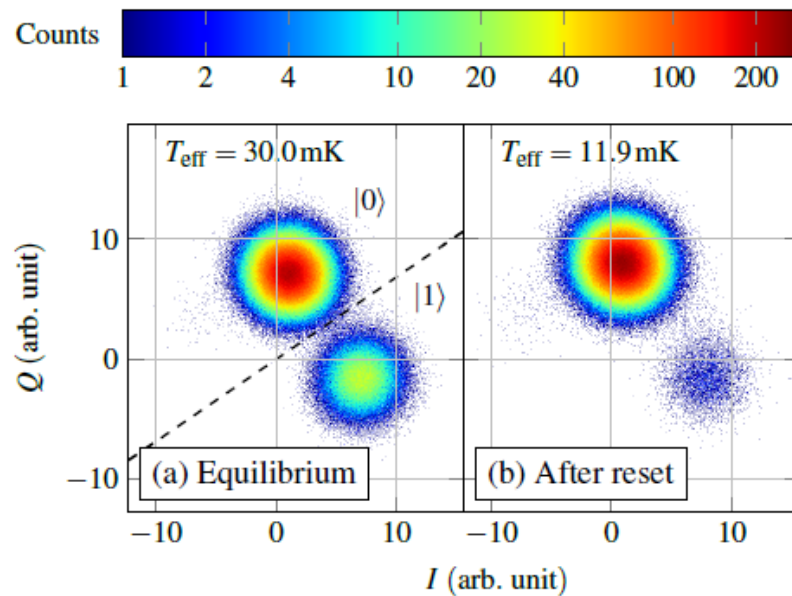 Counts
1 2 4 10 20 40 100 200
T_eff = 30.0 mK
T_eff = 11.9 mK
|0⟩
|1⟩
Q (arb. unit)
10
0
−10
(a) Equilibrium
(b) After reset
−10 0 10 −10 0 10
I (arb. unit)